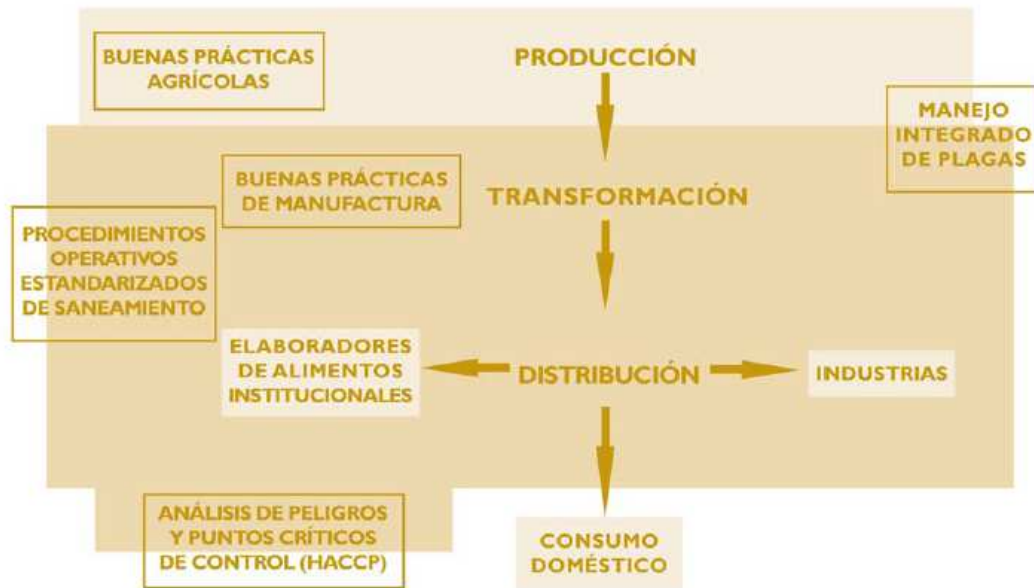 BUENAS PRÁCTICAS
AGRÍCOLAS
PRODUCCIÓN
MANEJO
INTEGRADO
DE PLAGAS
BUENAS PRÁCTICAS
DE MANUFACTURA
TRANSFORMACIÓN
PROCEDIMIENTOS
OPERATIVOS
ESTANDARIZADOS
DE SANEAMIENTO
ELABORADORES
DE ALIMENTOS
INSTITUCIONALES
DISTRIBUCIÓN
INDUSTRIAS
ANÁLISIS DE PELIGROS
Y PUNTOS CRÍTICOS
DE CONTROL (HACCP)
CONSUMO
DOMÉSTICO